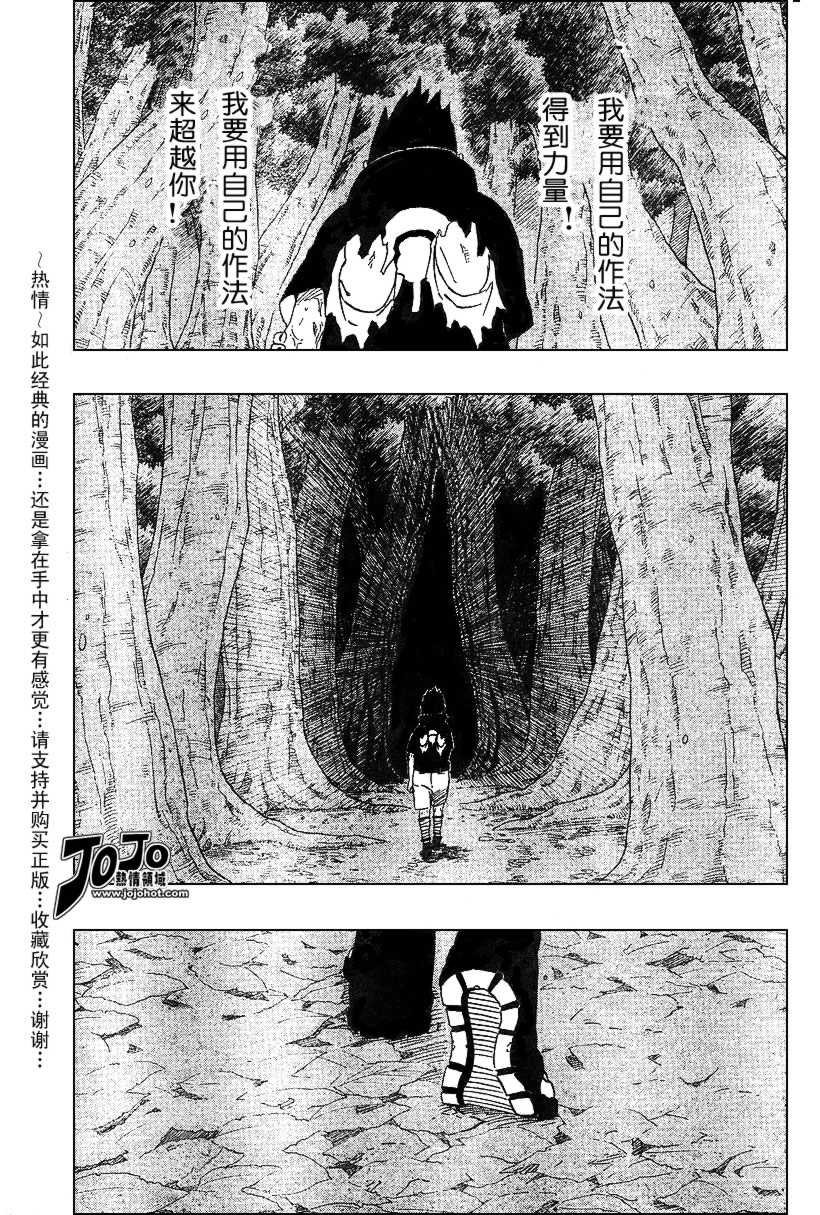 我要用自己的作法
得到力量!
我要用自己的作法
来超越你!
~热情~如此经典的漫画…还是拿在手中才更有感觉…请支持并购买正版…收藏欣赏…谢谢…
JOJO
熱情領域
www.jojohot.com